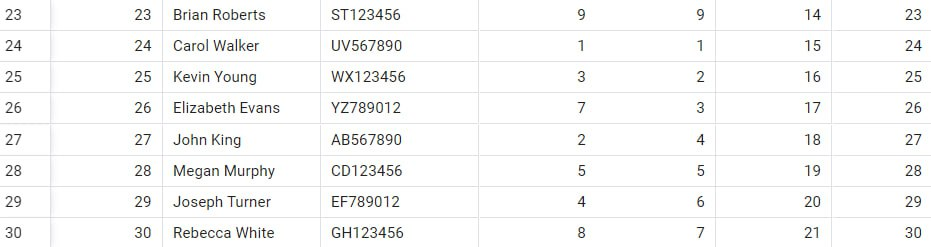 23 23 Brian Roberts ST123456 9 9 14 23
24 24 Carol Walker UV567890 1 1 15 24
25 25 Kevin Young WX123456 3 2 16 25
26 26 Elizabeth Evans YZ789012 7 3 17 26
27 27 John King AB567890 2 4 18 27
28 28 Megan Murphy CD123456 5 5 19 28
29 29 Joseph Turner EF789012 4 6 20 29
30 30 Rebecca White GH123456 8 7 21 30